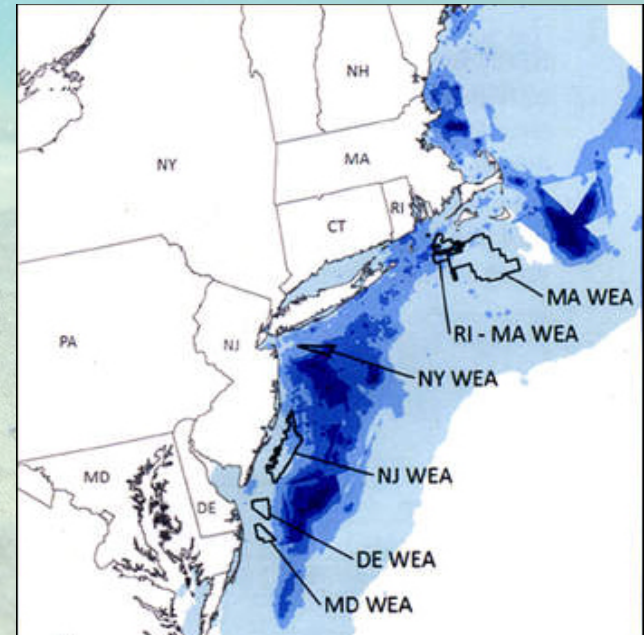 NH
NY
MA
CT
RI
MA WEA
RI - MA WEA
PA
NJ
NY WEA
NJ WEA
MD
DE
DE WEA
MD WEA